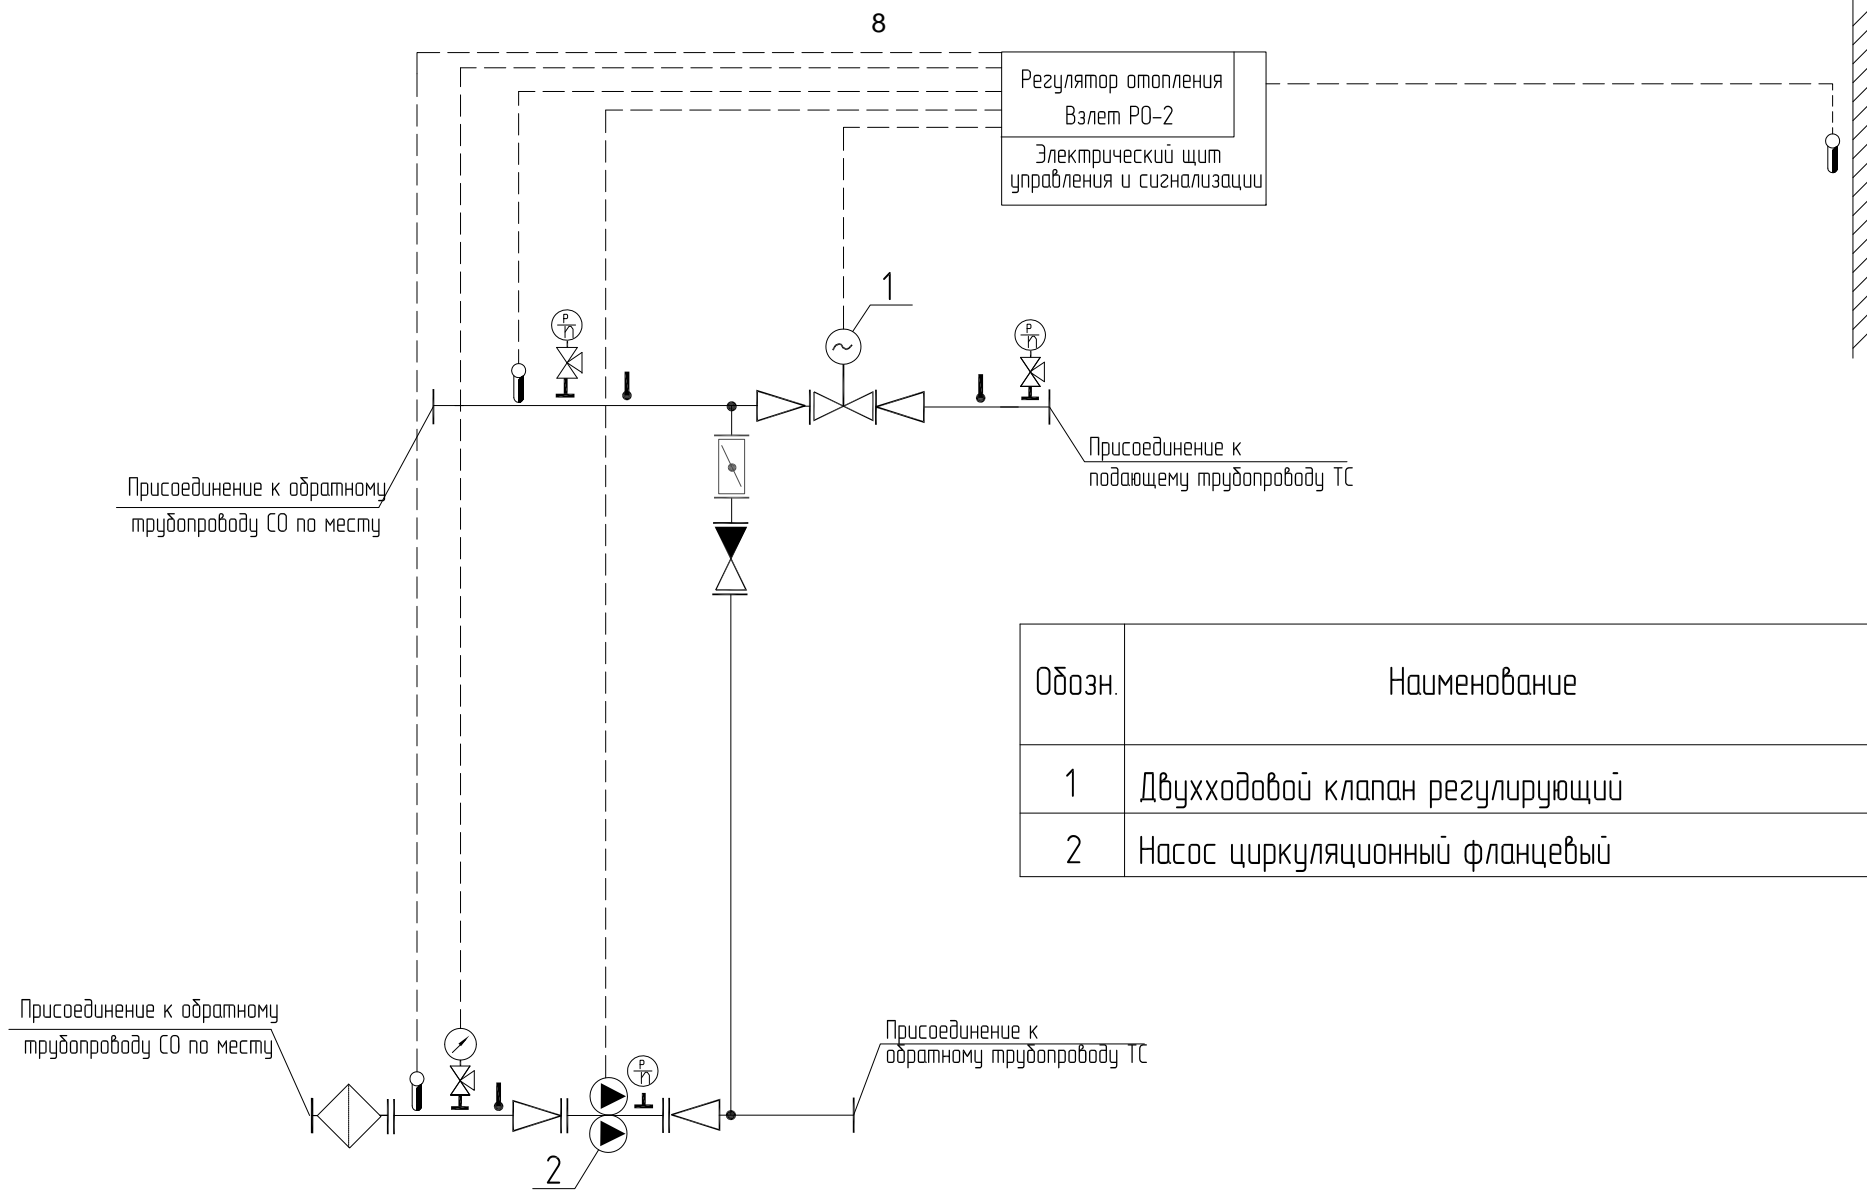 8
Регулятор отопления
Взлет РО-2
Электрический щит
управления и сигнализации
1
P
n
P
n
Присоединение к
подающему трубопроводу ТС
Присоединение к обратному
трубопроводу СО по месту
Обозн.
Наименование
1
Двухходовой клапан регулирующий
2
Насос циркуляционный фланцевый
Присоединение к обратному
трубопроводу СО по месту
P
n
Присоединение к
обратному трубопроводу ТС
2